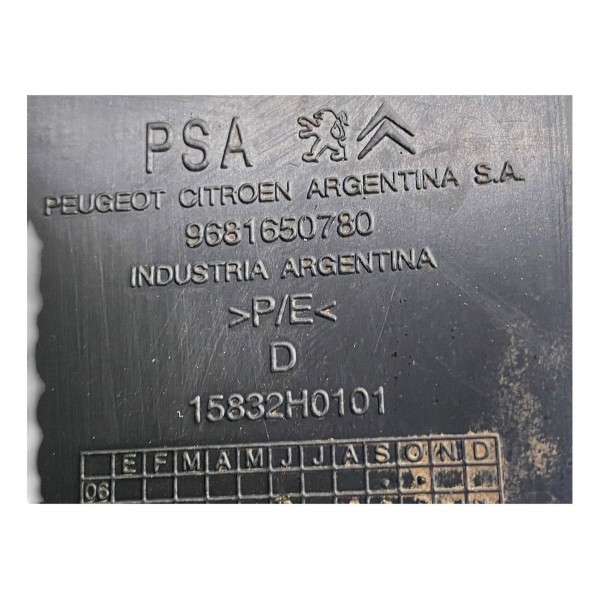 PSA
PEUGEOT CITROEN ARGENTINA S.A.
9681650780
INDUSTRIA ARGENTINA
>P/E<
D
15832H0101
E F M A M J J A S O N D
06